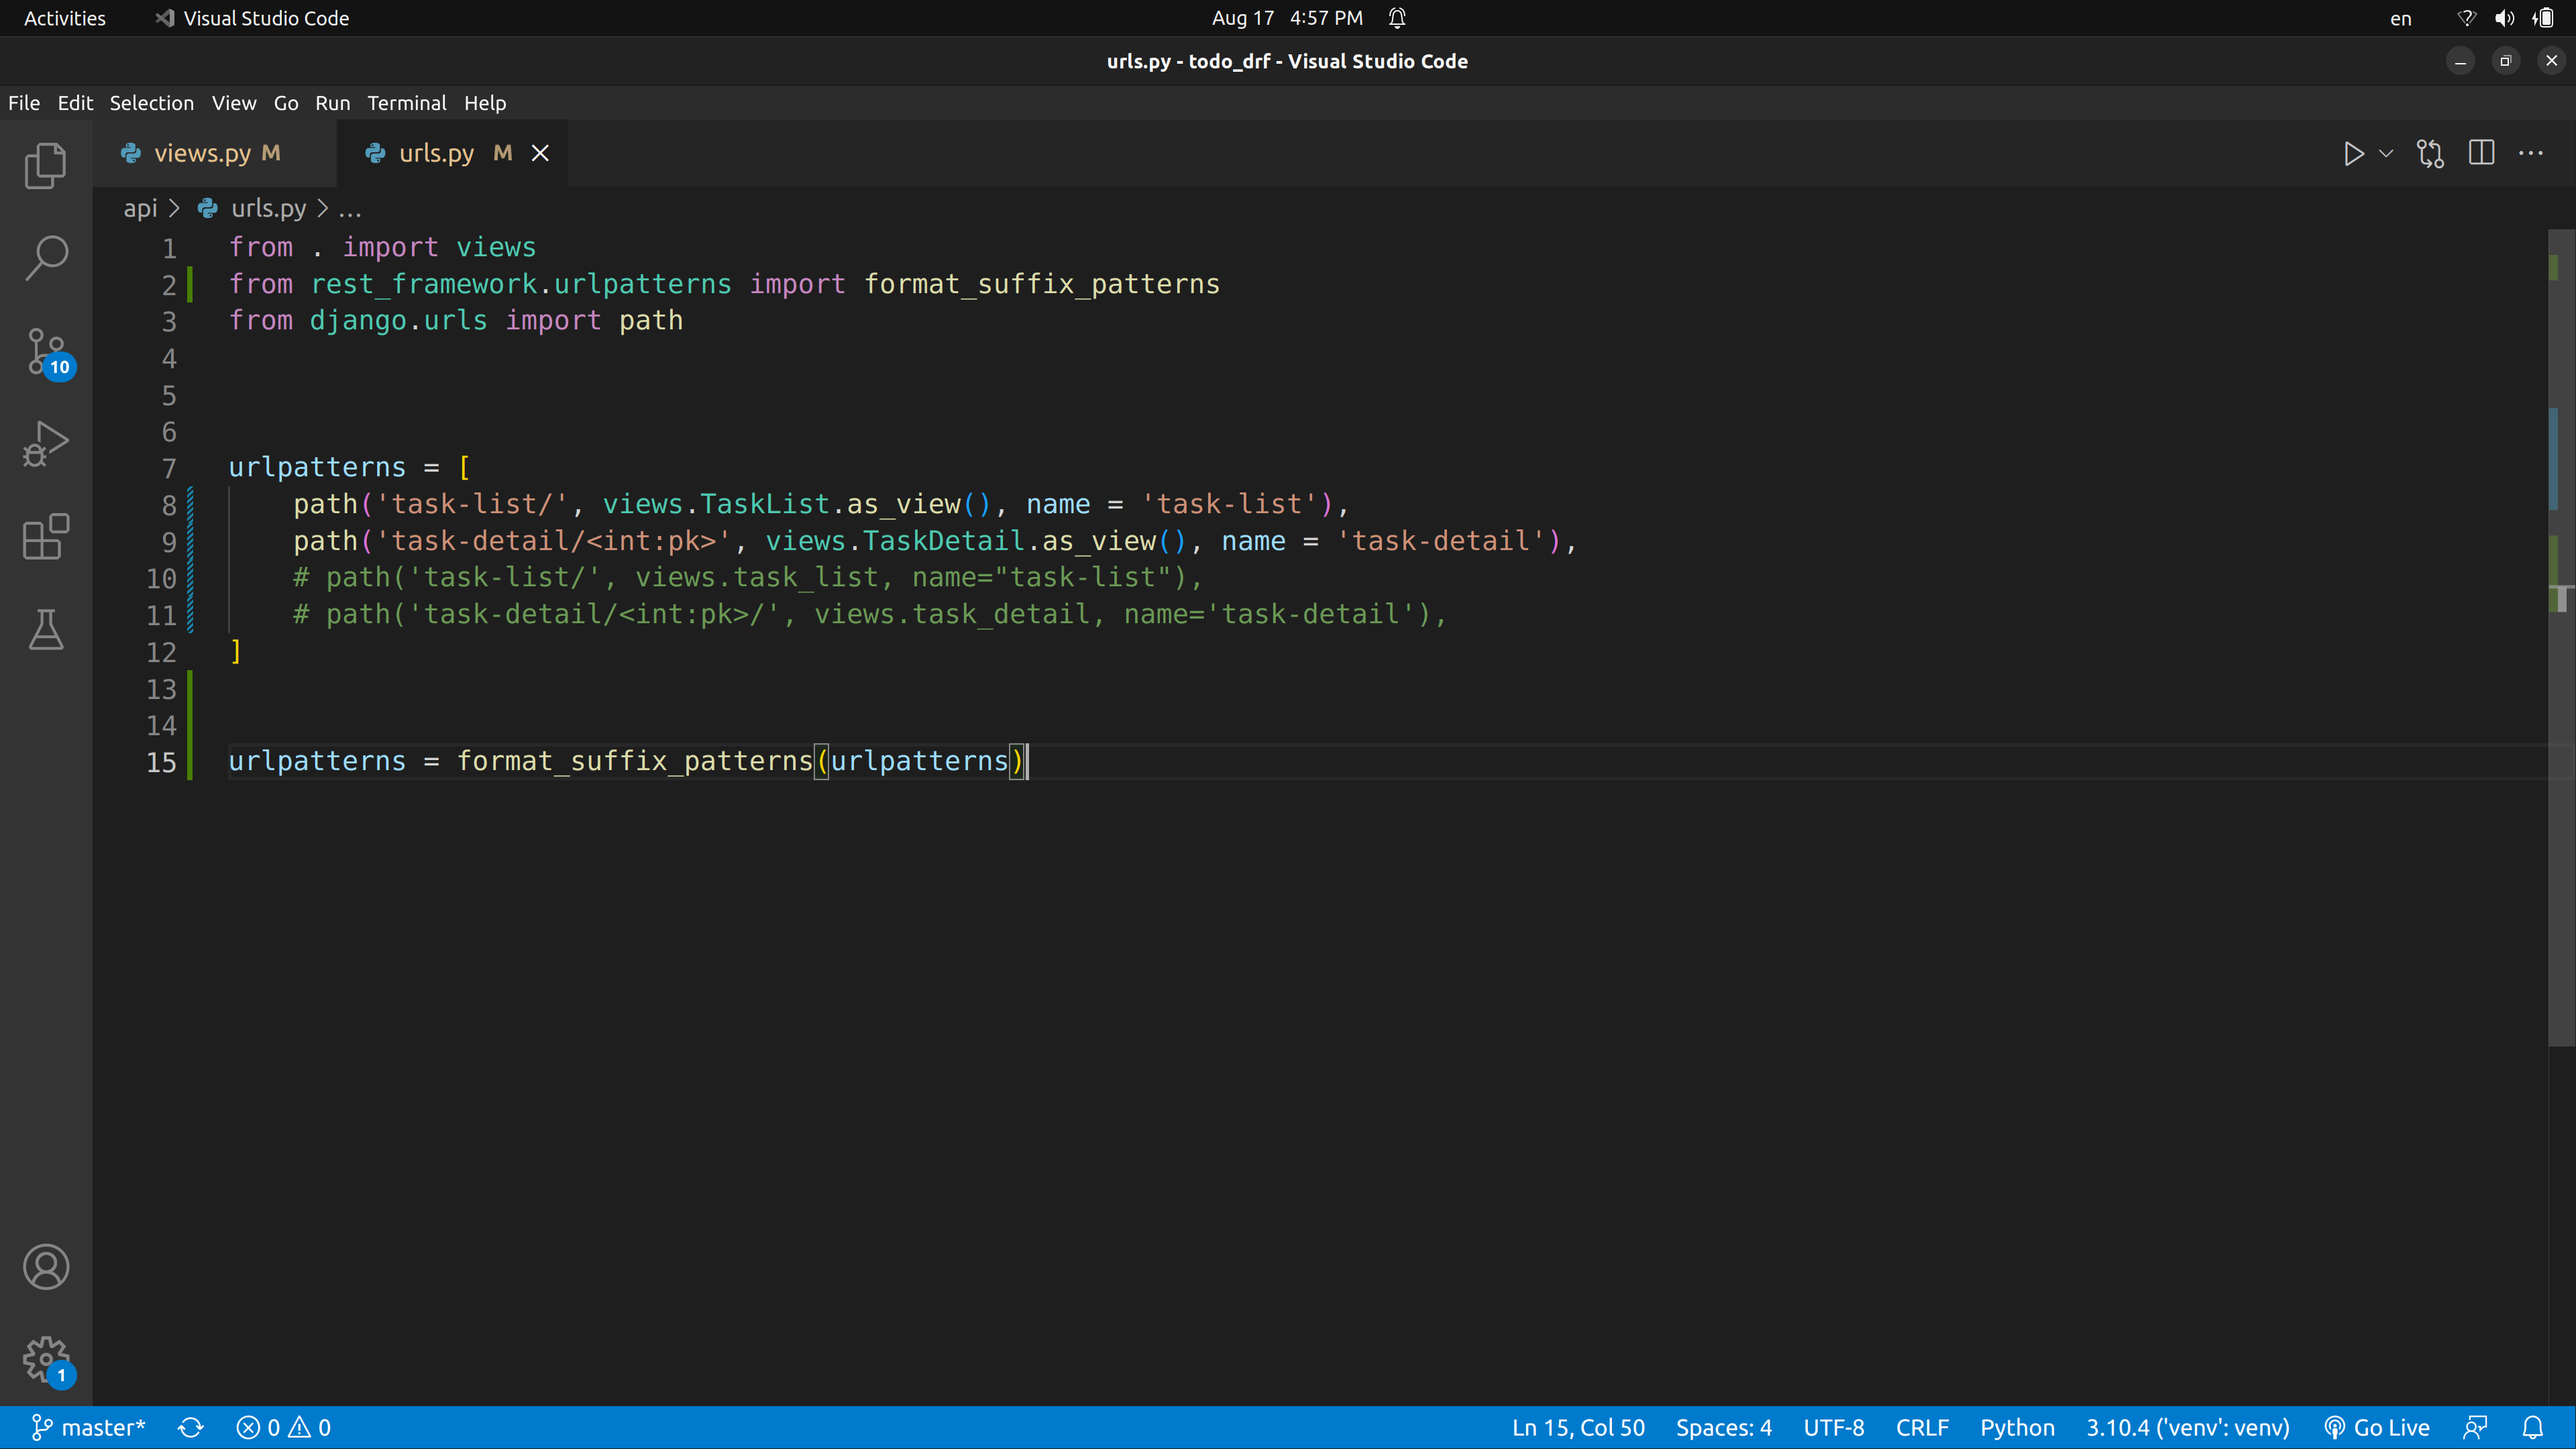 Activities Visual Studio Code Aug 17 4:57 PM en
urls.py - todo_drf - Visual Studio Code
File Edit Selection View Go Run Terminal Help
views.py M urls.py M
api urls.py ...
1 from . import views
2 from rest_framework.urlpatterns import format_suffix_patterns
3 from django.urls import path
4
5
6
7 urlpatterns = [
8     path('task-list/', views.TaskList.as_view(), name = 'task-list'),
9     path('task-detail/<int:pk>', views.TaskDetail.as_view(), name = 'task-detail'),
10     # path('task-list/', views.task_list, name="task-list"),
11     # path('task-detail/<int:pk>/', views.task_detail, name='task-detail'),
12 ]
13
14
15 urlpatterns = format_suffix_patterns(urlpatterns)
10
1
master* 0 0 Ln 15, Col 50 Spaces: 4 UTF-8 CRLF Python 3.10.4 ('venv': venv) Go Live